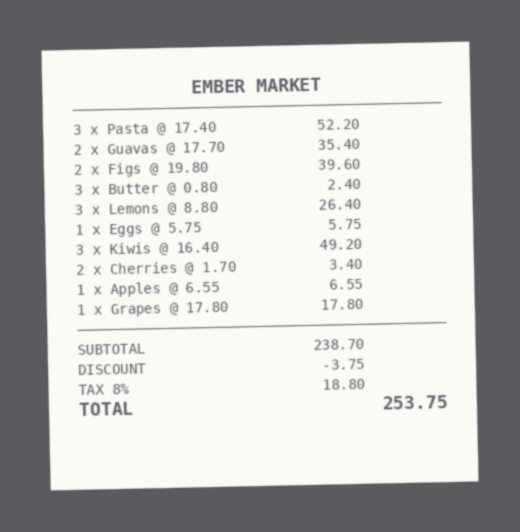 EMBER MARKET
3 x Pasta @ 17.40 52.20
2 x Guavas @ 17.70 35.40
2 x Figs @ 19.80 39.60
3 x Butter @ 0.80 2.40
3 x Lemons @ 8.80 26.40
1 x Eggs @ 5.75 5.75
3 x Kiwis @ 16.40 49.20
2 x Cherries @ 1.70 3.40
1 x Apples @ 6.55 6.55
1 x Grapes @ 17.80 17.80
SUBTOTAL 238.70
DISCOUNT -3.75
TAX 8% 18.80
TOTAL 253.75